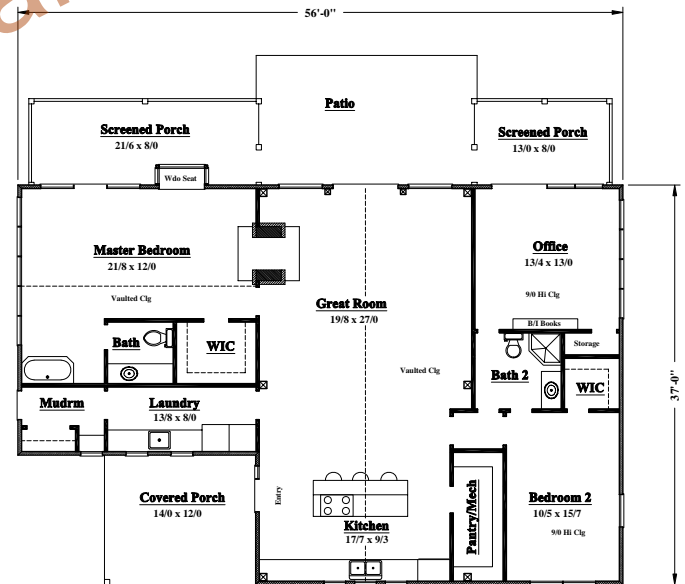 56'-0"
Patio
Screened Porch
21/6 x 8/0
Screened Porch
13/0 x 8/0
Wdo Seat
Master Bedroom
21/8 x 12/0
Vaulted Clg
Office
13/4 x 13/0
9/0 Hi Clg
B/I Books
Great Room
19/8 x 27/0
Vaulted Clg
Bath
WIC
Storage
Bath 2
WIC
37'-0"
Mudrm
Laundry
13/8 x 8/0
Covered Porch
14/0 x 12/0
Entry
Kitchen
17/7 x 9/3
Pantry/Mech
Bedroom 2
10/5 x 15/7
9/0 Hi Clg